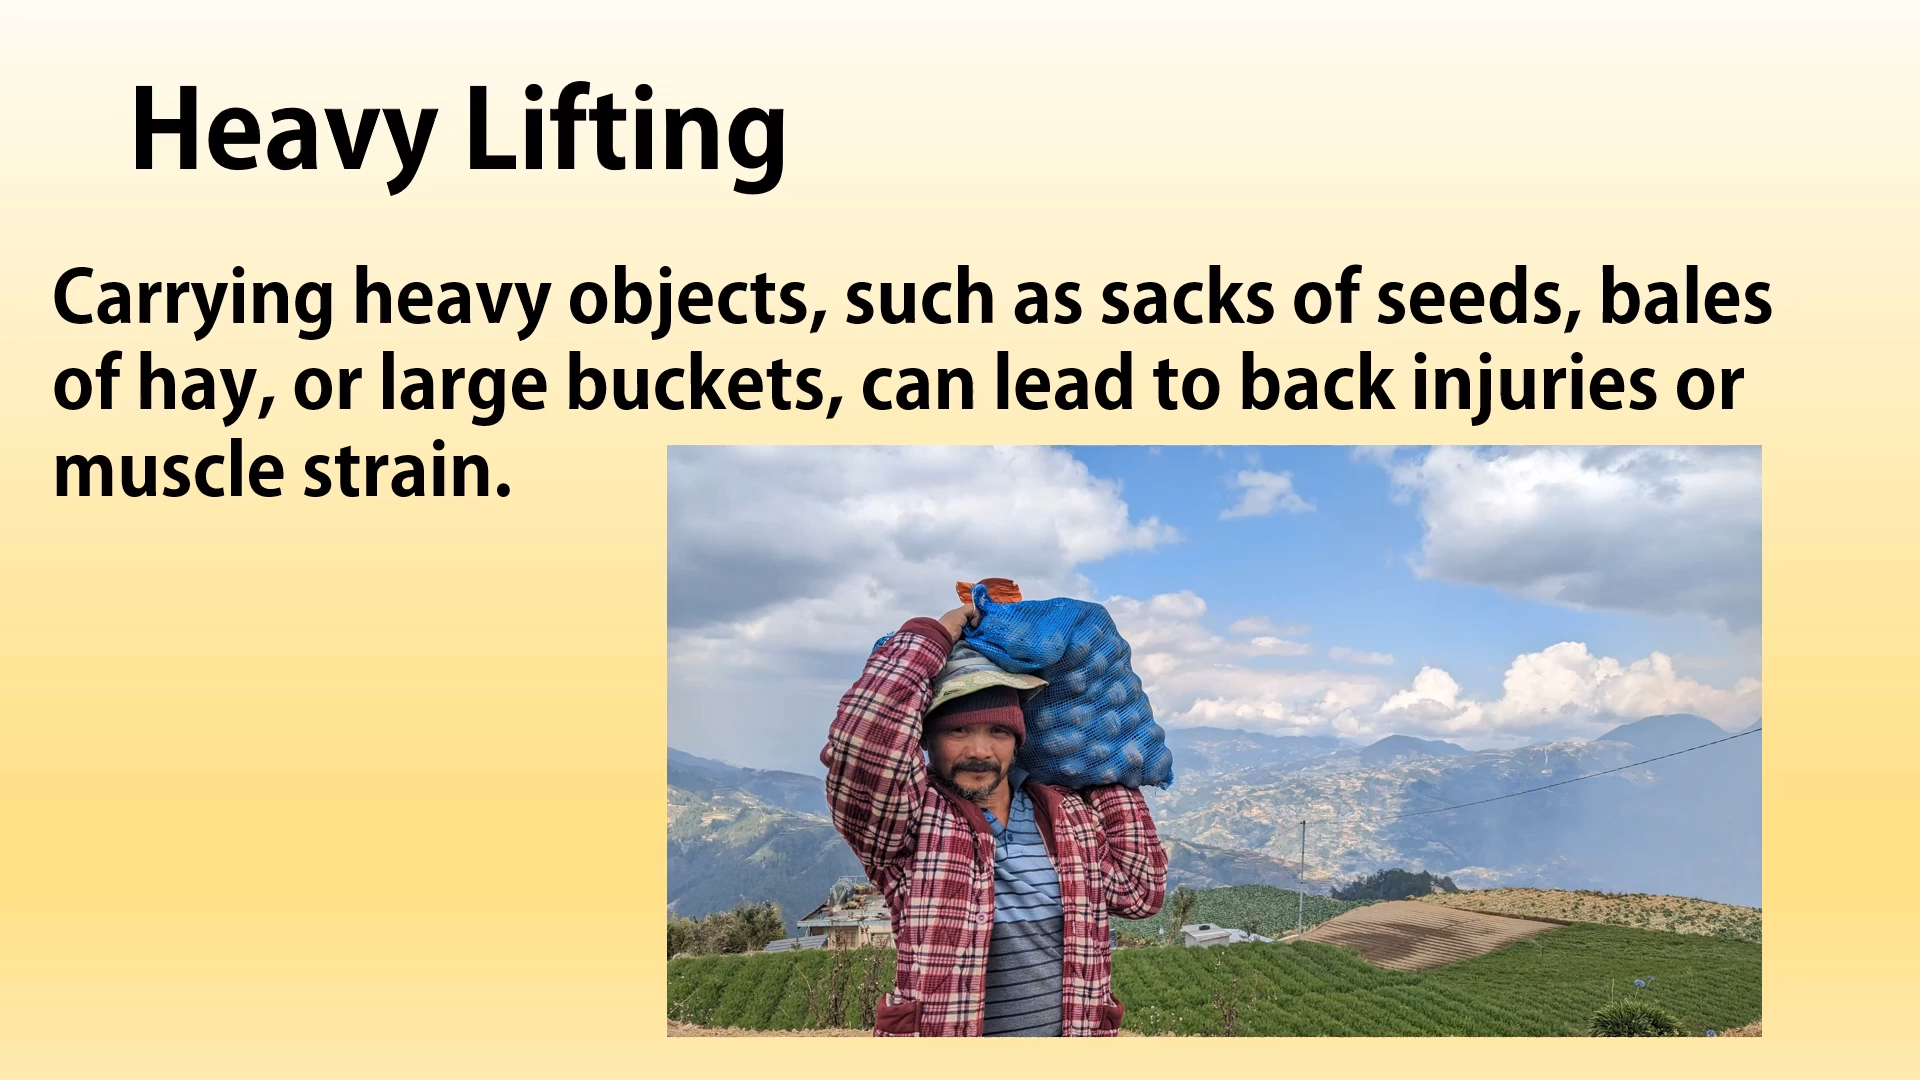 Heavy Lifting
Carrying heavy objects, such as sacks of seeds, bales
of hay, or large buckets, can lead to back injuries or
muscle strain.